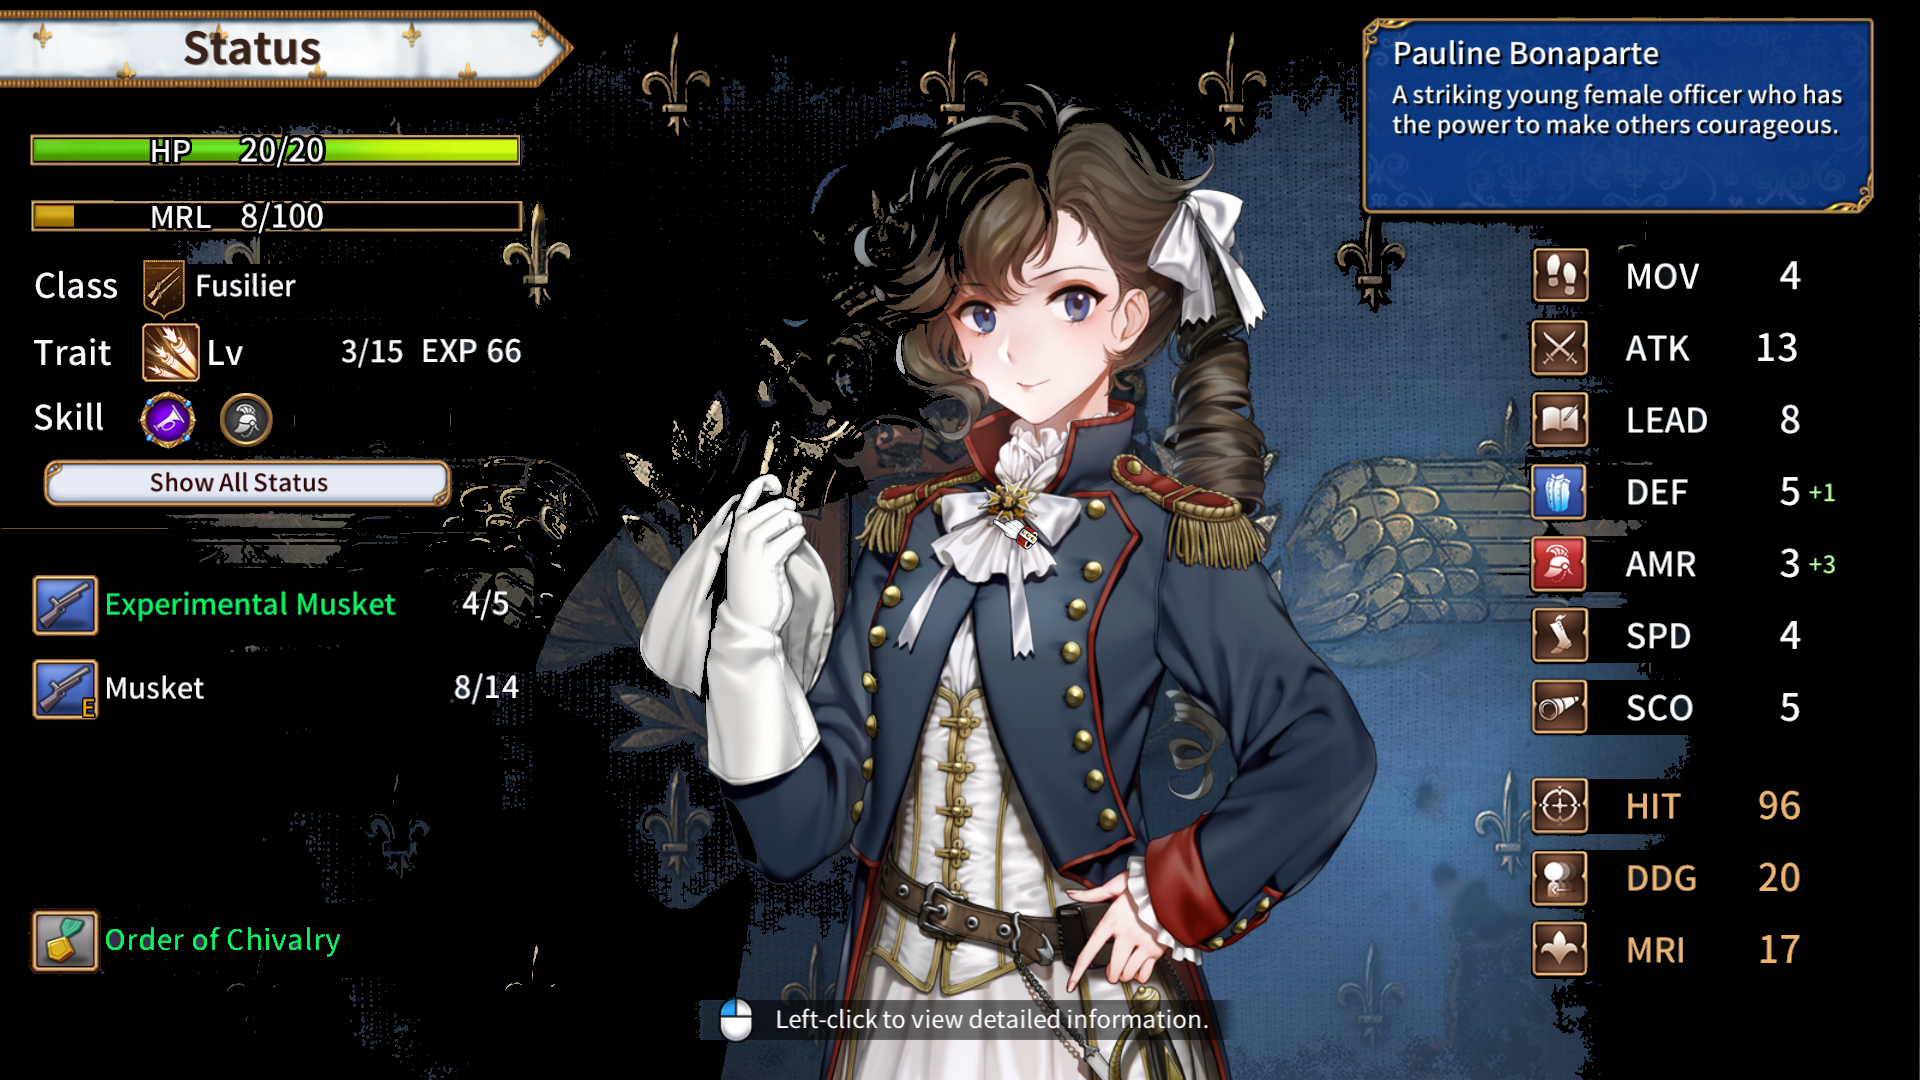 Status
Pauline Bonaparte
A striking young female officer who has
the power to make others courageous.
HP 20/20
MRL 8/100
Class Fusilier
Trait Lv 3/15 EXP 66
Skill
Show All Status
Experimental Musket 4/5
E
Musket 8/14
Order of Chivalry
MOV 4
ATK 13
LEAD 8
DEF 5 +1
AMR 3 +3
SPD 4
SCO 5
HIT 96
DDG 20
MRI 17
Left-click to view detailed information.